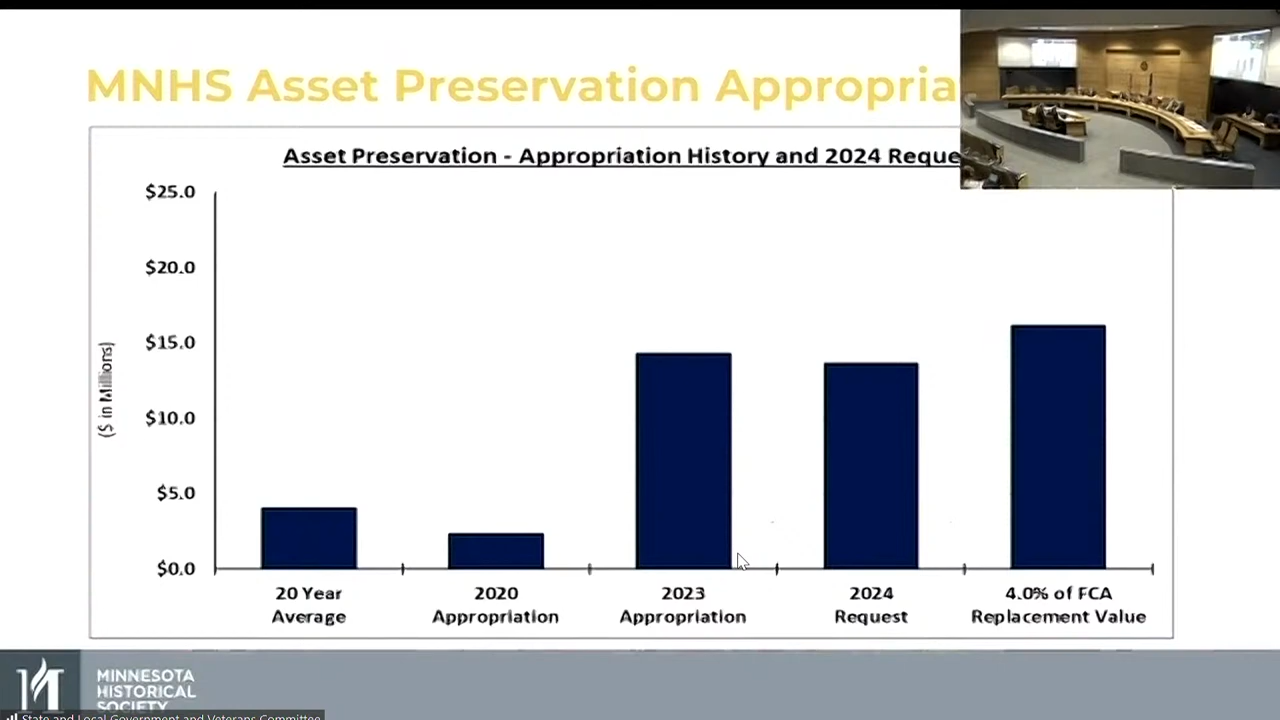 MNHS Asset Preservation Appropria
Asset Preservation - Appropriation History and 2024 Reque
$25.0
$20.0
$15.0
$10.0
$5.0
$0.0
($ in Millions)
20 Year
Average
2020
Appropriation
2023
Appropriation
2024
Request
4.0% of FCA
Replacement Value
MINNESOTA
HISTORICAL
SOCIETY
State and Local Government and Veterans Committee